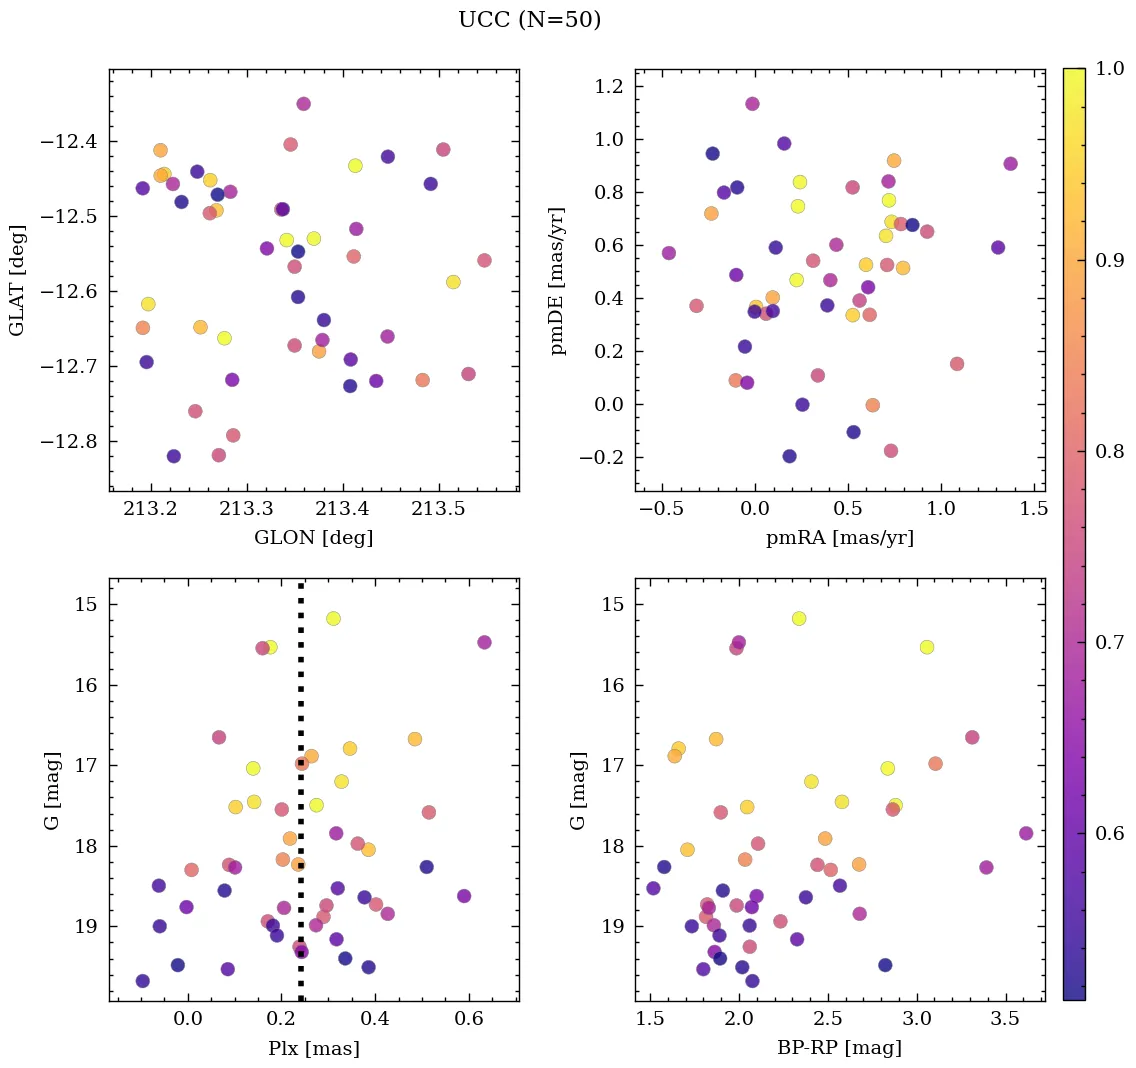 UCC (N=50)
−12.4
−12.5
−12.6
−12.7
−12.8
GLAT [deg]
213.2 213.3 213.4 213.5
GLON [deg]
1.2
1.0
0.8
0.6
0.4
0.2
0.0
−0.2
pmDE [mas/yr]
−0.5 0.0 0.5 1.0 1.5
pmRA [mas/yr]
15
16
17
18
19
G [mag]
0.0 0.2 0.4 0.6
Plx [mas]
15
16
17
18
19
G [mag]
1.5 2.0 2.5 3.0 3.5
BP-RP [mag]
1.0
0.9
0.8
0.7
0.6